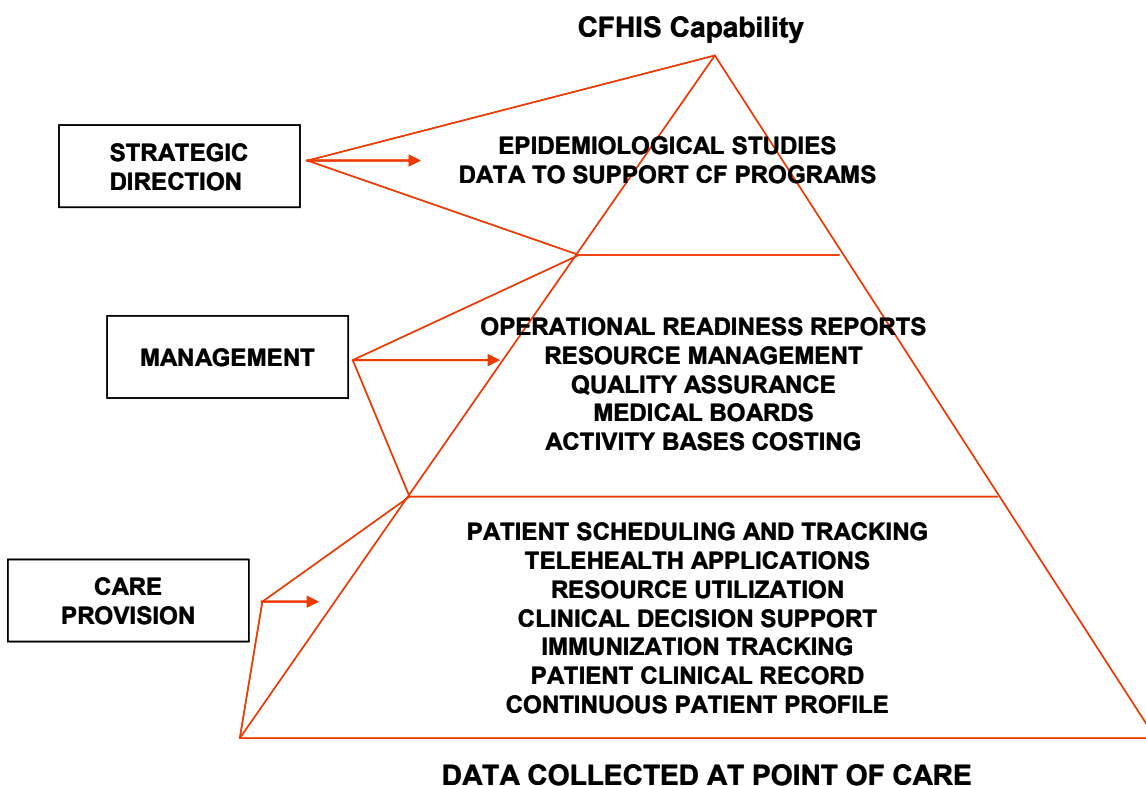 CFHIS Capability
STRATEGIC
DIRECTION
EPIDEMIOLOGICAL STUDIES
DATA TO SUPPORT CF PROGRAMS
MANAGEMENT
OPERATIONAL READINESS REPORTS
RESOURCE MANAGEMENT
QUALITY ASSURANCE
MEDICAL BOARDS
ACTIVITY BASES COSTING
CARE
PROVISION
PATIENT SCHEDULING AND TRACKING
TELEHEALTH APPLICATIONS
RESOURCE UTILIZATION
CLINICAL DECISION SUPPORT
IMMUNIZATION TRACKING
PATIENT CLINICAL RECORD
CONTINUOUS PATIENT PROFILE
DATA COLLECTED AT POINT OF CARE